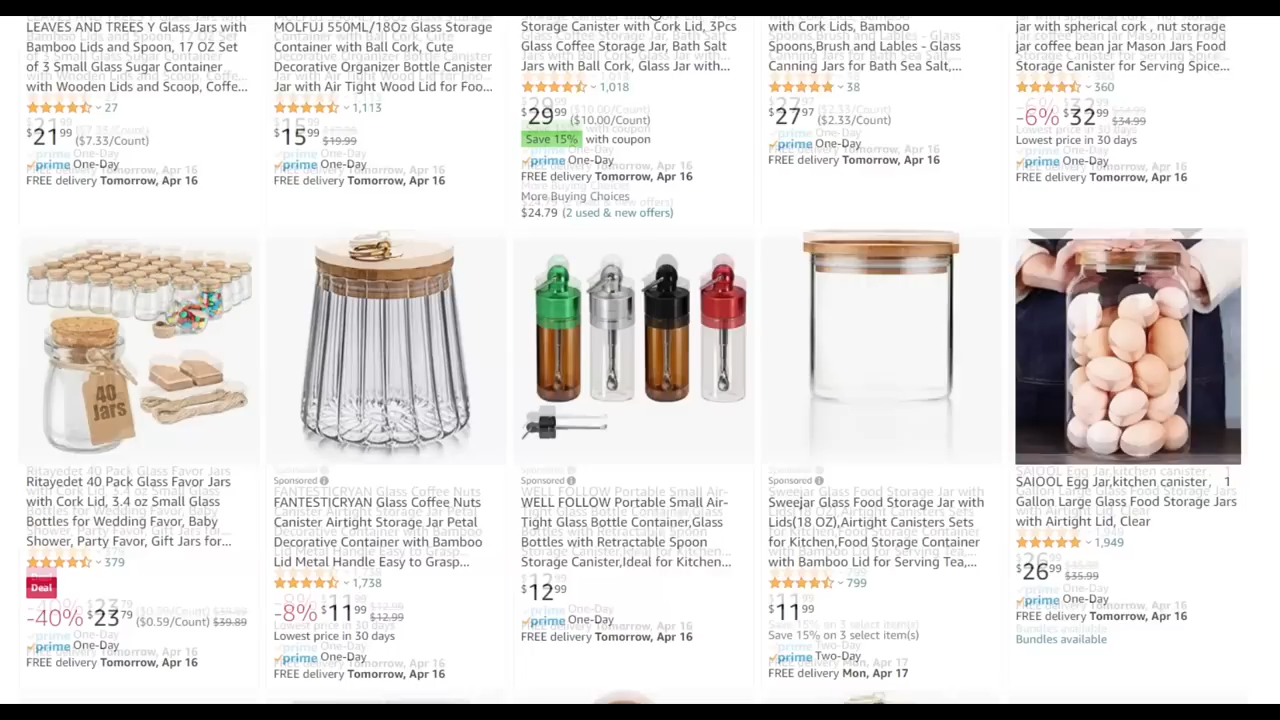 LEAVES AND TREES Y Glass Jars with
Bamboo Lids and Spoon, 17 OZ Set
of 3 Small Glass Sugar Container
with Wooden Lids and Scoop, Coffe...
27
$21.99 ($7.33/Count)
prime One-Day
FREE delivery Tomorrow, Apr 16
MOLFUJ 550ML/18Oz Glass Storage
Container with Ball Cork, Cute
Decorative Organizer Bottle Canister
Jar with Air Tight Wood Lid for Foo...
1,113
$15.99 $19.99
prime One-Day
FREE delivery Tomorrow, Apr 16
Storage Canister with Cork Lid, 3Pcs
Glass Coffee Storage Jar, Bath Salt
Jars with Ball Cork, Glass Jar with...
1,018
$29.99 ($10.00/Count)
Save 15% with coupon
prime One-Day
FREE delivery Tomorrow, Apr 16
More Buying Choices
$24.79 (2 used & new offers)
with Cork Lids, Bamboo
Spoons,Brush and Lables - Glass
Canning Jars for Bath Sea Salt,...
38
$27.97 ($2.33/Count)
prime One-Day
FREE delivery Tomorrow, Apr 16
jar with spherical cork , nut storage
jar coffee bean jar Mason Jars Food
Storage Canister for Serving Spice...
360
-6% $32.99 $34.99
Lowest price in 30 days
prime One-Day
FREE delivery Tomorrow, Apr 16
40
Jars
Ritayedet 40 Pack Glass Favor Jars
with Cork Lid, 3.4 oz Small Glass
Bottles for Wedding Favor, Baby
Shower, Party Favor, Gift Jars for...
379
Deal
-40% $23.79 ($0.59/Count) $39.89
prime One-Day
FREE delivery Tomorrow, Apr 16
Sponsored
FANTESTICRYAN Glass Coffee Nuts
Canister Airtight Storage Jar Petal
Decorative Container with Bamboo
Lid Metal Handle Easy to Grasp...
1,738
-8% $11.99 $12.99
Lowest price in 30 days
prime One-Day
FREE delivery Tomorrow, Apr 16
Sponsored
WELL FOLLOW Portable Small Air-
Tight Glass Bottle Container,Glass
Bottles with Retractable Spoon
Storage Canister,Ideal for Kitchen...
$12.99
prime One-Day
FREE delivery Tomorrow, Apr 16
Sponsored
Sweejar Glass Food Storage Jar with
Lids(18 OZ),Airtight Canisters Sets
for Kitchen,Food Storage Container
with Bamboo Lid for Serving Tea,...
799
$11.99
Save 15% on 3 select item(s)
prime Two-Day
FREE delivery Mon, Apr 17
SAIOOL Egg Jar,kitchen canister, 1
Gallon Large Glass Food Storage Jars
with Airtight Lid, Clear
1,949
$26.99 $35.99
prime One-Day
FREE delivery Tomorrow, Apr 16
Bundles available